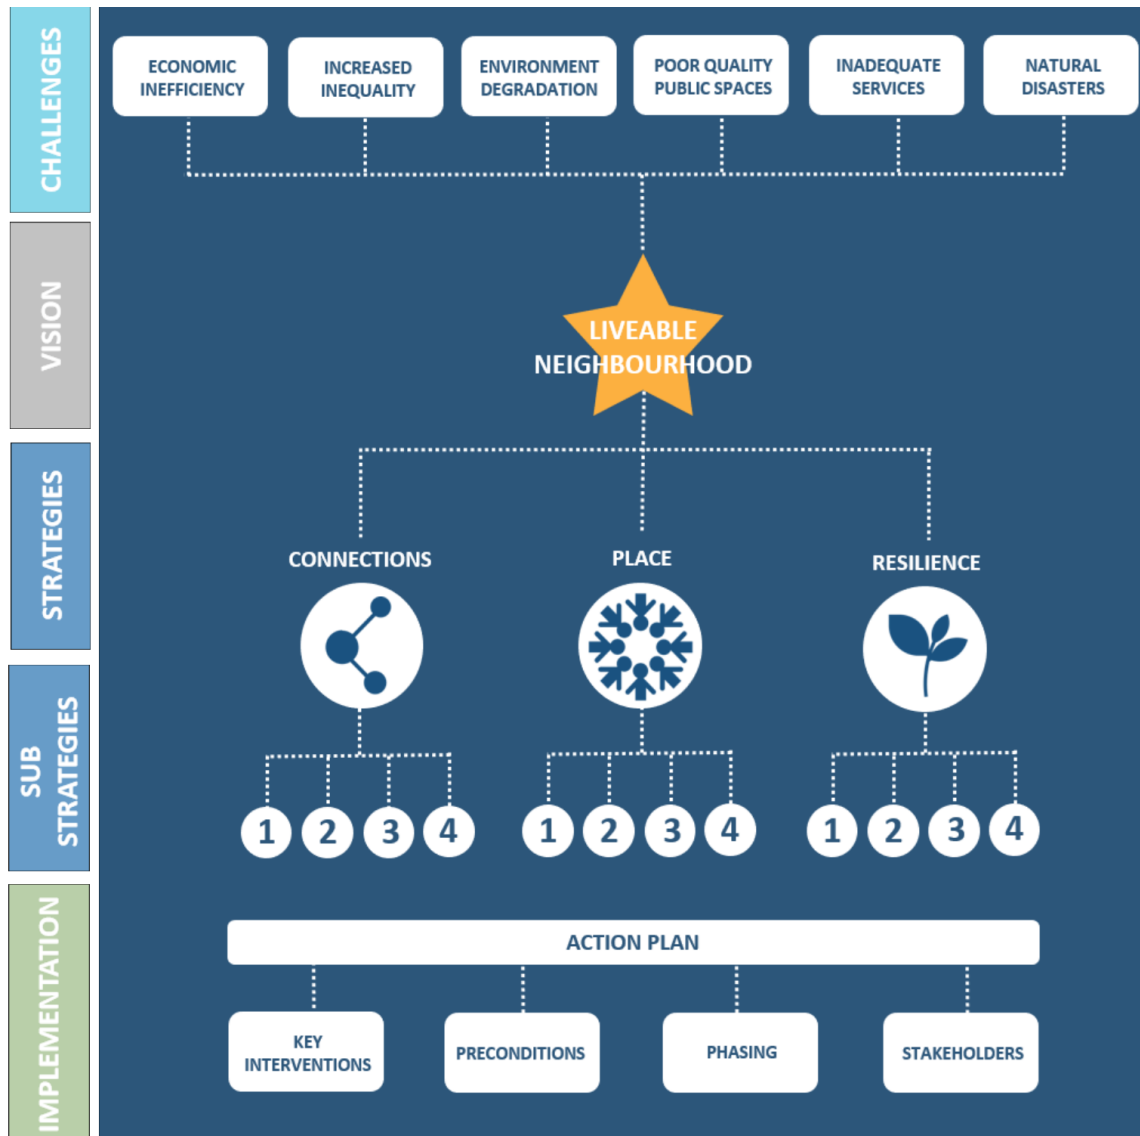 CHALLENGES
ECONOMIC
INEFFICIENCY
INCREASED
INEQUALITY
ENVIRONMENT
DEGRADATION
POOR QUALITY
PUBLIC SPACES
INADEQUATE
SERVICES
NATURAL
DISASTERS
VISION
LIVEABLE
NEIGHBOURHOOD
STRATEGIES
CONNECTIONS
PLACE
RESILIENCE
SUB
STRATEGIES
1 2 3 4
1 2 3 4
1 2 3 4
IMPLEMENTATION
ACTION PLAN
KEY
INTERVENTIONS
PRECONDITIONS
PHASING
STAKEHOLDERS